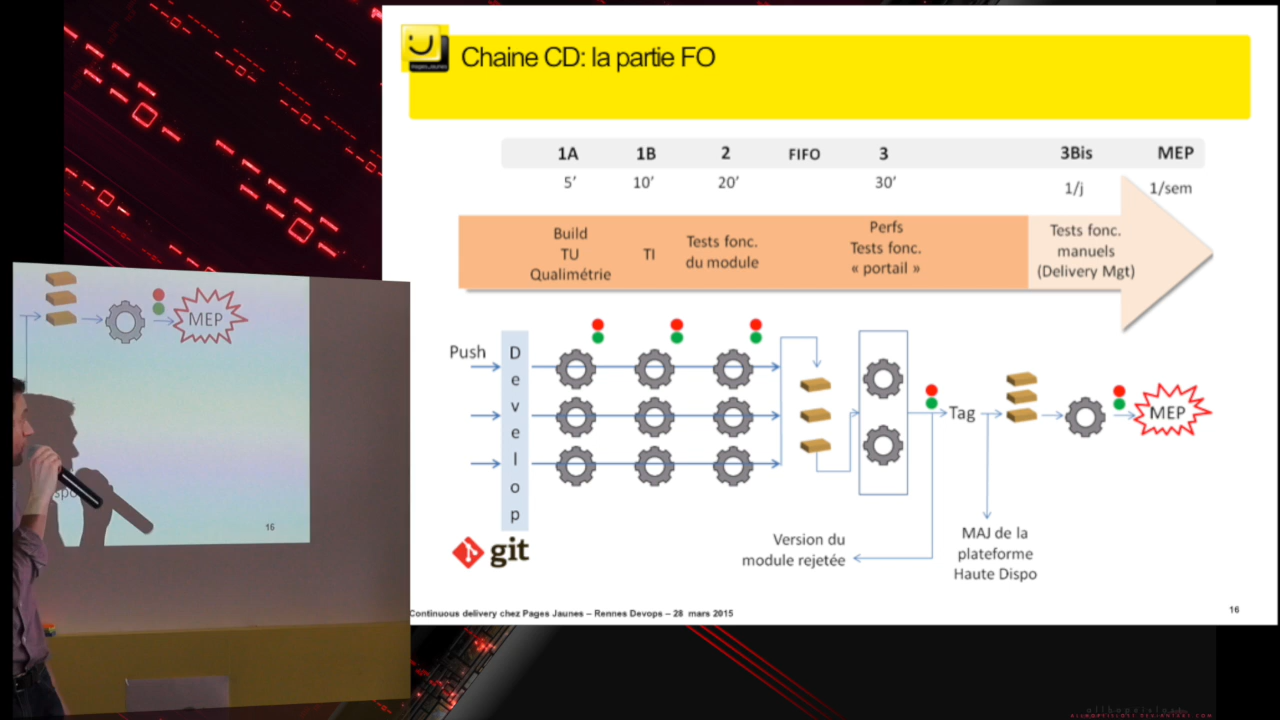 Chaine CD: la partie FO
1A 1B 2 FIFO 3 3Bis MEP
5’ 10’ 20’ 30’ 1/j 1/sem
Build
TU
Qualimétrie
TI
Tests fonc.
du module
Perfs
Tests fonc.
« portail »
Tests fonc.
manuels
(Delivery Mgt)
Push
Develop
Tag
MEP
git
Version du
module rejetée
MAJ de la
plateforme
Haute Dispo
Continuous delivery chez Pages Jaunes – Rennes Devops – 28 mars 2015
16
MEP
16